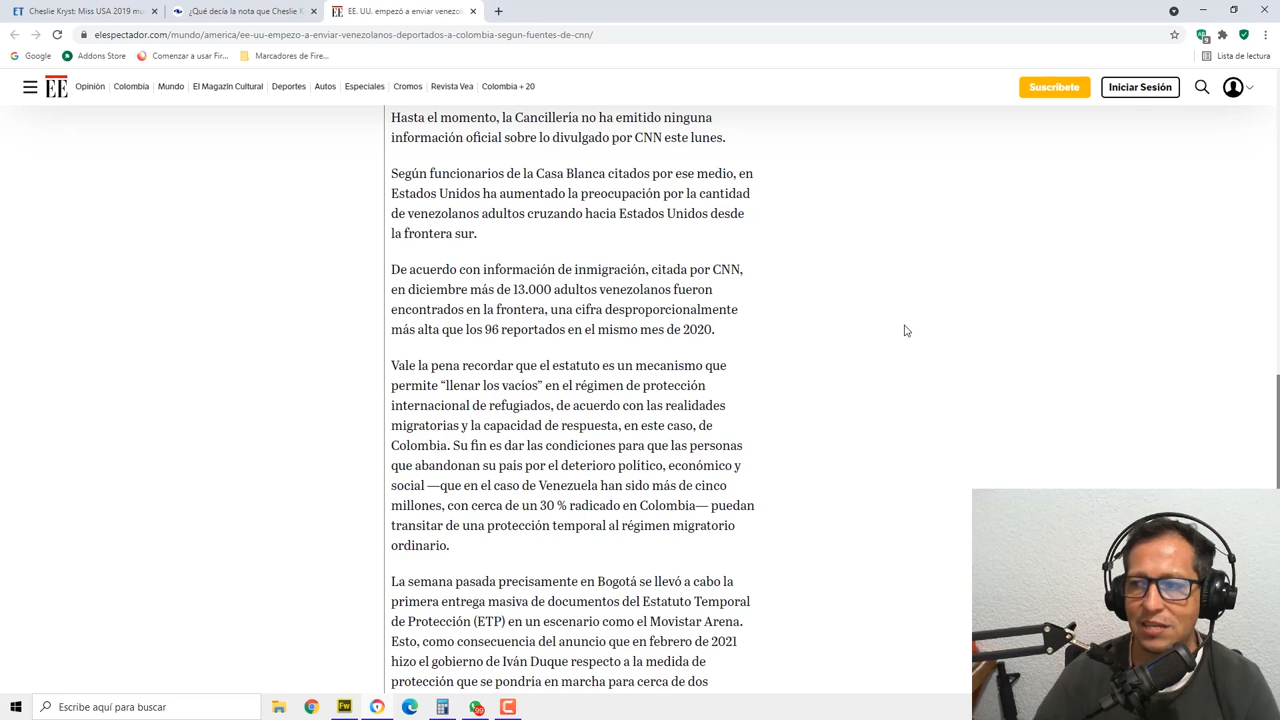 Cheslie Kryst: Miss USA 2019 mu
¿Qué decía la nota que Cheslie K
EE. UU. empezó a enviar venezol
elespectador.com/mundo/america/ee-uu-empezo-a-enviar-venezolanos-deportados-a-colombia-segun-fuentes-de-cnn/
Google
Addons Store
Comenzar a usar Fir...
Marcadores de Fire...
Lista de lectura
EE
Opinión
Colombia
Mundo
El Magazín Cultural
Deportes
Autos
Especiales
Cromos
Revista Vea
Colombia + 20
Suscríbete
Iniciar Sesión
Hasta el momento, la Cancillería no ha emitido ninguna
información oficial sobre lo divulgado por CNN este lunes.
Según funcionarios de la Casa Blanca citados por ese medio, en
Estados Unidos ha aumentado la preocupación por la cantidad
de venezolanos adultos cruzando hacia Estados Unidos desde
la frontera sur.
De acuerdo con información de inmigración, citada por CNN,
en diciembre más de 13.000 adultos venezolanos fueron
encontrados en la frontera, una cifra desproporcionalmente
más alta que los 96 reportados en el mismo mes de 2020.
Vale la pena recordar que el estatuto es un mecanismo que
permite “llenar los vacíos” en el régimen de protección
internacional de refugiados, de acuerdo con las realidades
migratorias y la capacidad de respuesta, en este caso, de
Colombia. Su fin es dar las condiciones para que las personas
que abandonan su país por el deterioro político, económico y
social —que en el caso de Venezuela han sido más de cinco
millones, con cerca de un 30 % radicado en Colombia— puedan
transitar de una protección temporal al régimen migratorio
ordinario.
La semana pasada precisamente en Bogotá se llevó a cabo la
primera entrega masiva de documentos del Estatuto Temporal
de Protección (ETP) en un escenario como el Movistar Arena.
Esto, como consecuencia del anuncio que en febrero de 2021
hizo el gobierno de Iván Duque respecto a la medida de
protección que se pondría en marcha para cerca de dos
Escribe aquí para buscar
Fw
99